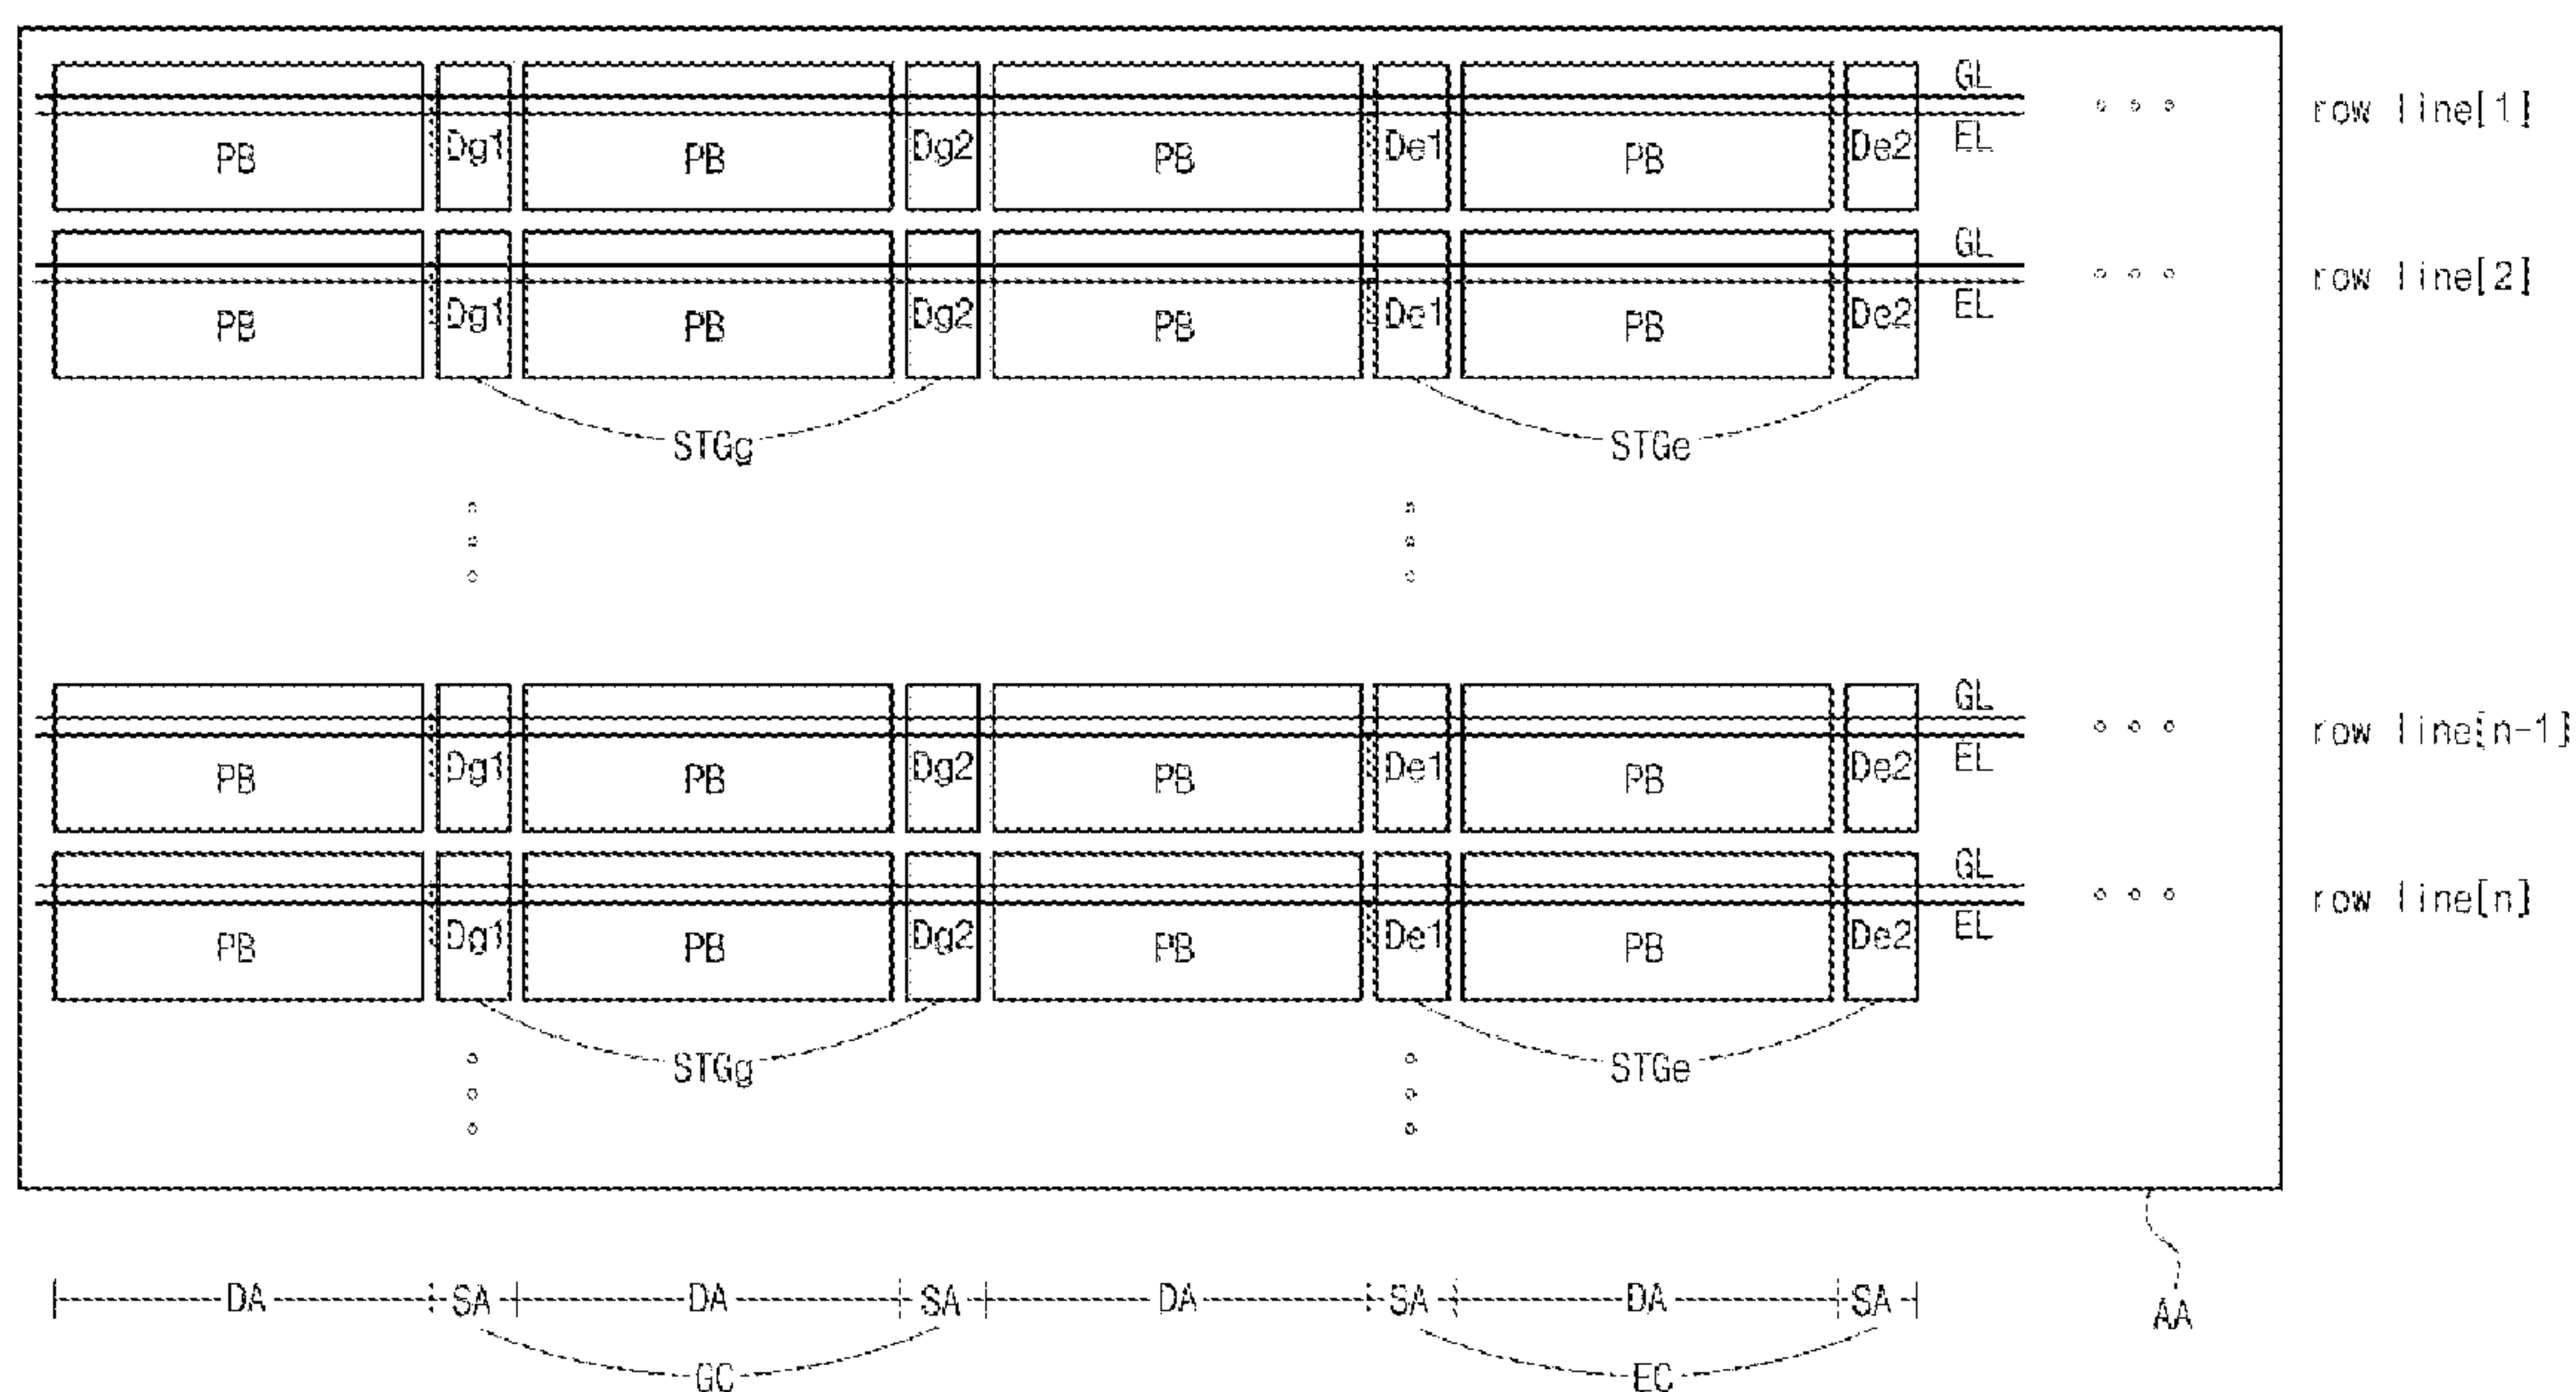 GL
row line[1]
PB Dg1 PB Dg2 PB De1 PB De2 EL
GL
row line[2]
PB Dg1 PB Dg2 PB De1 PB De2 EL
STGg STGe
GL
row line[n-1]
PB Dg1 PB Dg2 PB De1 PB De2 EL
GL
row line[n]
PB Dg1 PB Dg2 PB De1 PB De2 EL
STGg STGe
DA SA DA SA DA SA DA SA AA
GC EC